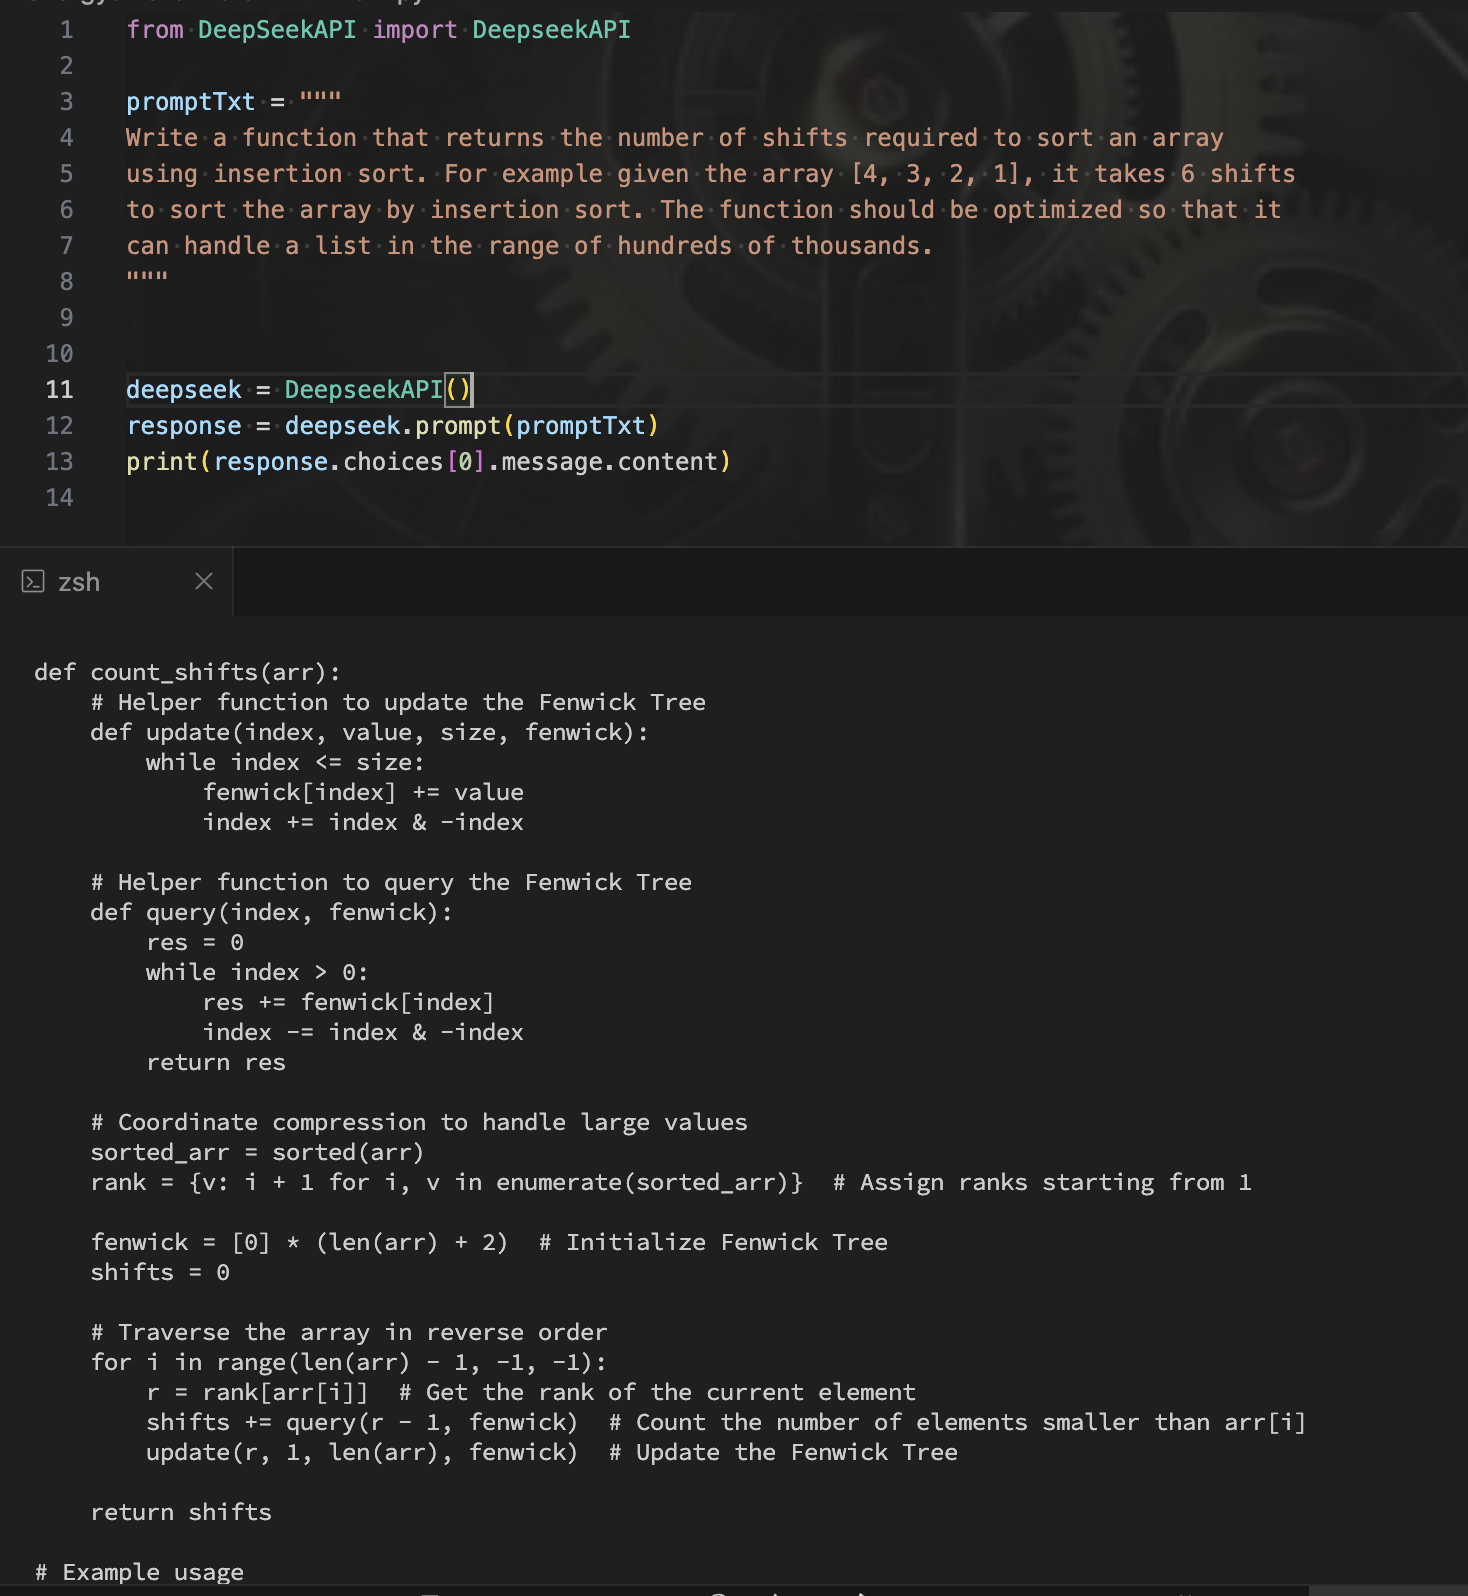 1 from DeepSeekAPI import DeepseekAPI
2
3 promptTxt = """
4 Write a function that returns the number of shifts required to sort an array
5 using insertion sort. For example given the array [4, 3, 2, 1], it takes 6 shifts
6 to sort the array by insertion sort. The function should be optimized so that it
7 can handle a list in the range of hundreds of thousands.
8 """
9
10
11 deepseek = DeepseekAPI()
12 response = deepseek.prompt(promptTxt)
13 print(response.choices[0].message.content)
14
zsh
def count_shifts(arr):
    # Helper function to update the Fenwick Tree
    def update(index, value, size, fenwick):
        while index <= size:
            fenwick[index] += value
            index += index & -index

    # Helper function to query the Fenwick Tree
    def query(index, fenwick):
        res = 0
        while index > 0:
            res += fenwick[index]
            index -= index & -index
        return res

    # Coordinate compression to handle large values
    sorted_arr = sorted(arr)
    rank = {v: i + 1 for i, v in enumerate(sorted_arr)}  # Assign ranks starting from 1

    fenwick = [0] * (len(arr) + 2)  # Initialize Fenwick Tree
    shifts = 0

    # Traverse the array in reverse order
    for i in range(len(arr) - 1, -1, -1):
        r = rank[arr[i]]  # Get the rank of the current element
        shifts += query(r - 1, fenwick)  # Count the number of elements smaller than arr[i]
        update(r, 1, len(arr), fenwick)  # Update the Fenwick Tree

    return shifts

# Example usage